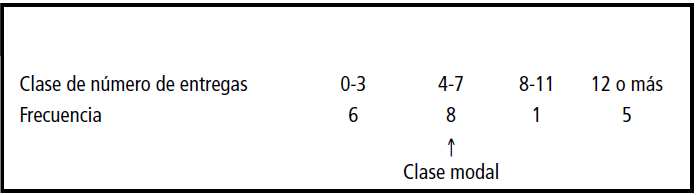 Clase de número de entregas 0-3 4-7 8-11 12 o más
Frecuencia 6 8 1 5
↑
Clase modal